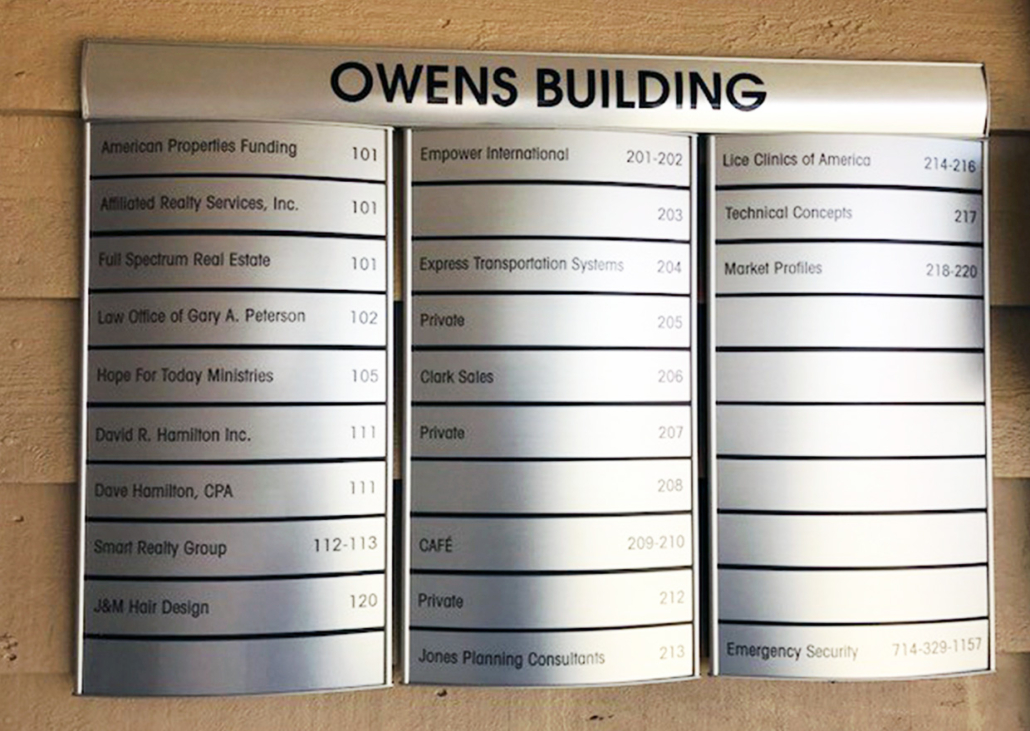 OWENS BUILDING
American Properties Funding 101
Affiliated Realty Services, Inc. 101
Full Spectrum Real Estate 101
Law Office of Gary A. Peterson 102
Hope For Today Ministries 105
David R. Hamilton Inc. 111
Dave Hamilton, CPA 111
Smart Realty Group 112-113
J&M Hair Design 120
Empower International 201-202
203
Express Transportation Systems 204
Private 205
Clark Sales 206
Private 207
208
CAFÉ 209-210
Private 212
Jones Planning Consultants 213
Lice Clinics of America 214-216
Technical Concepts 217
Market Profiles 218-220
Emergency Security 714-329-1157